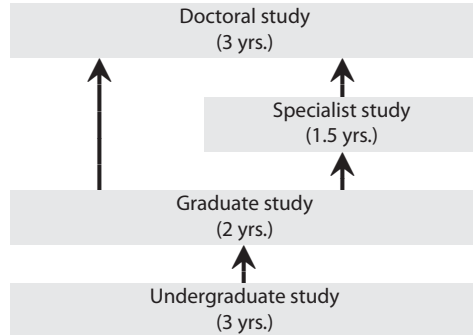 Doctoral study
(3 yrs.)
Specialist study
(1.5 yrs.)
Graduate study
(2 yrs.)
Undergraduate study
(3 yrs.)